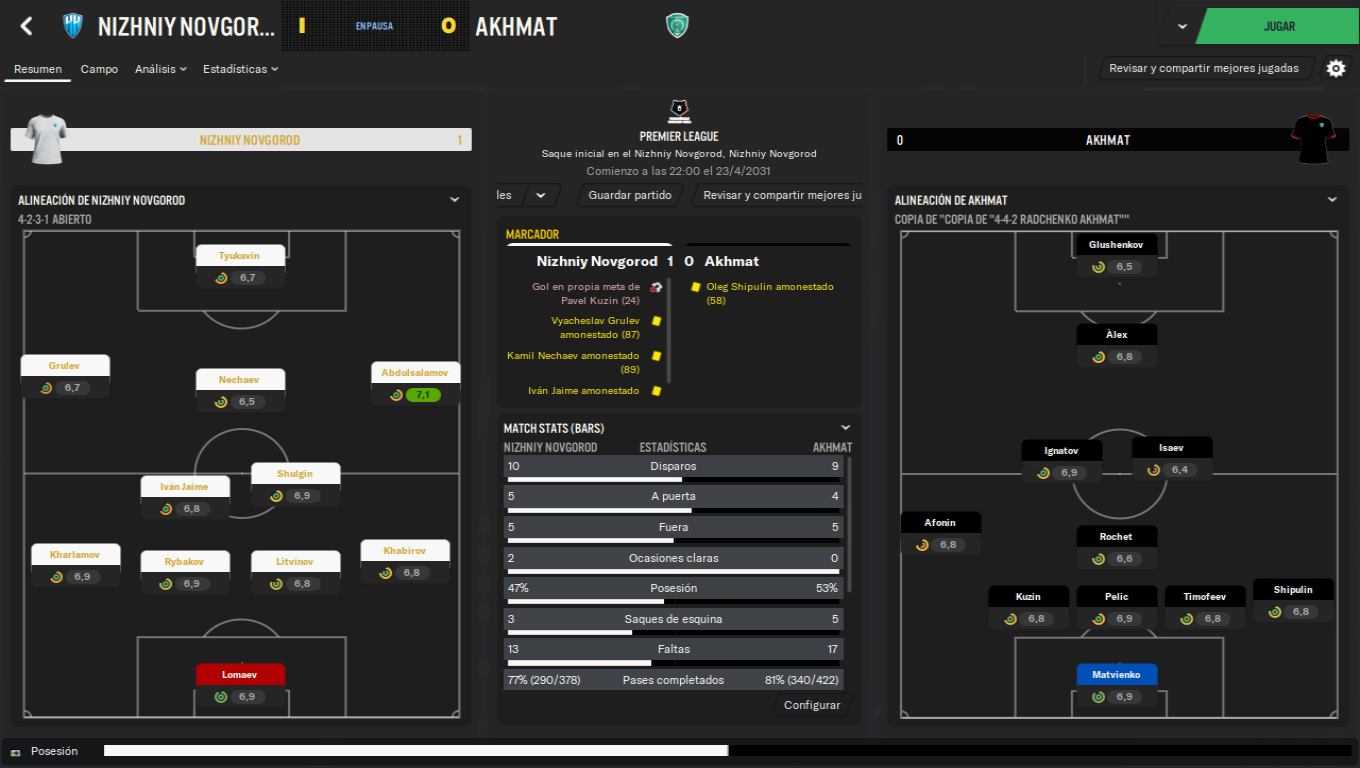 NIZHNIY NOVGOR... 1 EN PAUSA 0 AKHMAT
JUGAR
Resumen Campo Análisis Estadísticas
Revisar y compartir mejores jugadas
NIZHNIY NOVGOROD 1
ALINEACIÓN DE NIZHNIY NOVGOROD
4-2-3-1 ABIERTO
Tyukavin
6,7
Grulev
6,7
Nechaev
6,5
Abdulsalamov
7,1
Iván Jaime
6,8
Shulgin
6,9
Kharlamov
6,9
Rybakov
6,9
Litvinov
6,8
Khabirov
6,8
Lomaev
6,9
PREMIER LEAGUE
Saque inicial en el Nizhniy Novgorod, Nizhniy Novgorod
Comienzo a las 22:00 el 23/4/2031
les Guardar partido Revisar y compartir mejores ju
MARCADOR
Nizhniy Novgorod 1 0 Akhmat
Gol en propia meta de
Pavel Kuzin (24)
Vyacheslav Grulev
amonestado (87)
Kamil Nechaev amonestado
(89)
Iván Jaime amonestado
Oleg Shipulin amonestado
(58)
MATCH STATS (BARS)
NIZHNIY NOVGOROD ESTADÍSTICAS AKHMAT
10 Disparos 9
5 A puerta 4
5 Fuera 5
2 Ocasiones claras 0
47% Posesión 53%
3 Saques de esquina 5
13 Faltas 17
77% (290/378) Pases completados 81% (340/422)
Configurar
0 AKHMAT
ALINEACIÓN DE AKHMAT
COPIA DE "COPIA DE "4-4-2 RADCHENKO AKHMAT""
Glushenkov
6,5
Àlex
6,8
Ignatov
6,9
Isaev
6,4
Afonin
6,8
Rochet
6,6
Kuzin
6,8
Pelic
6,9
Timofeev
6,8
Shipulin
6,8
Matvienko
6,9
Posesión